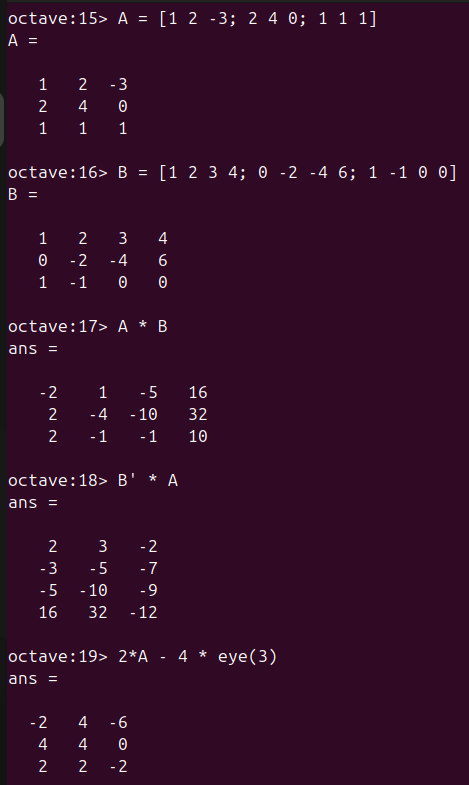 octave:15> A = [1 2 -3; 2 4 0; 1 1 1]
A =
1 2 -3
2 4 0
1 1 1
octave:16> B = [1 2 3 4; 0 -2 -4 6; 1 -1 0 0]
B =
1 2 3 4
0 -2 -4 6
1 -1 0 0
octave:17> A * B
ans =
-2 1 -5 16
2 -4 -10 32
2 -1 -1 10
octave:18> B' * A
ans =
2 3 -2
-3 -5 -7
-5 -10 -9
16 32 -12
octave:19> 2*A - 4 * eye(3)
ans =
-2 4 -6
4 4 0
2 2 -2